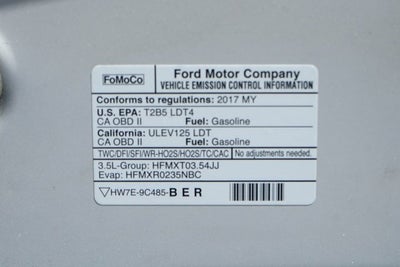 FoMoCo
Ford Motor Company
VEHICLE EMISSION CONTROL INFORMATION
Conforms to regulations: 2017 MY
U.S. EPA: T2B5 LDT4
CA OBD II Fuel: Gasoline
California: ULEV125 LDT
CA OBD II Fuel: Gasoline
TWC/DFI/SFI/WR-HO2S/HO2S/TC/CAC No adjustments needed.
3.5L-Group: HFMXT03.54JJ
Evap: HFMXR0235NBC
HW7E-9C485-BER